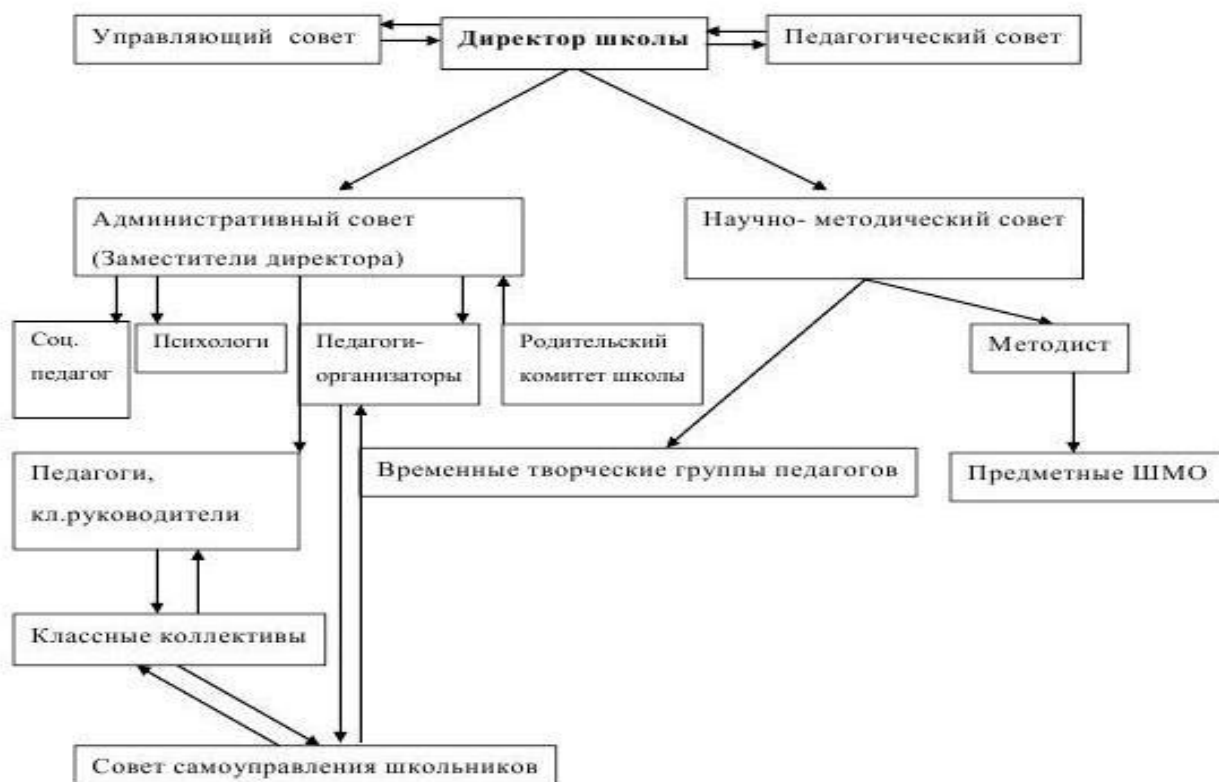 Управляющий совет
Директор школы
Педагогический совет
Административный совет
(Заместители директора)
Научно- методический совет
Соц.
педагог
Психологи
Педагоги-
организаторы
Родительский
комитет школы
Методист
Педагоги,
кл.руководители
Временные творческие группы педагогов
Предметные ШМО
Классные коллективы
Совет самоуправления школьников